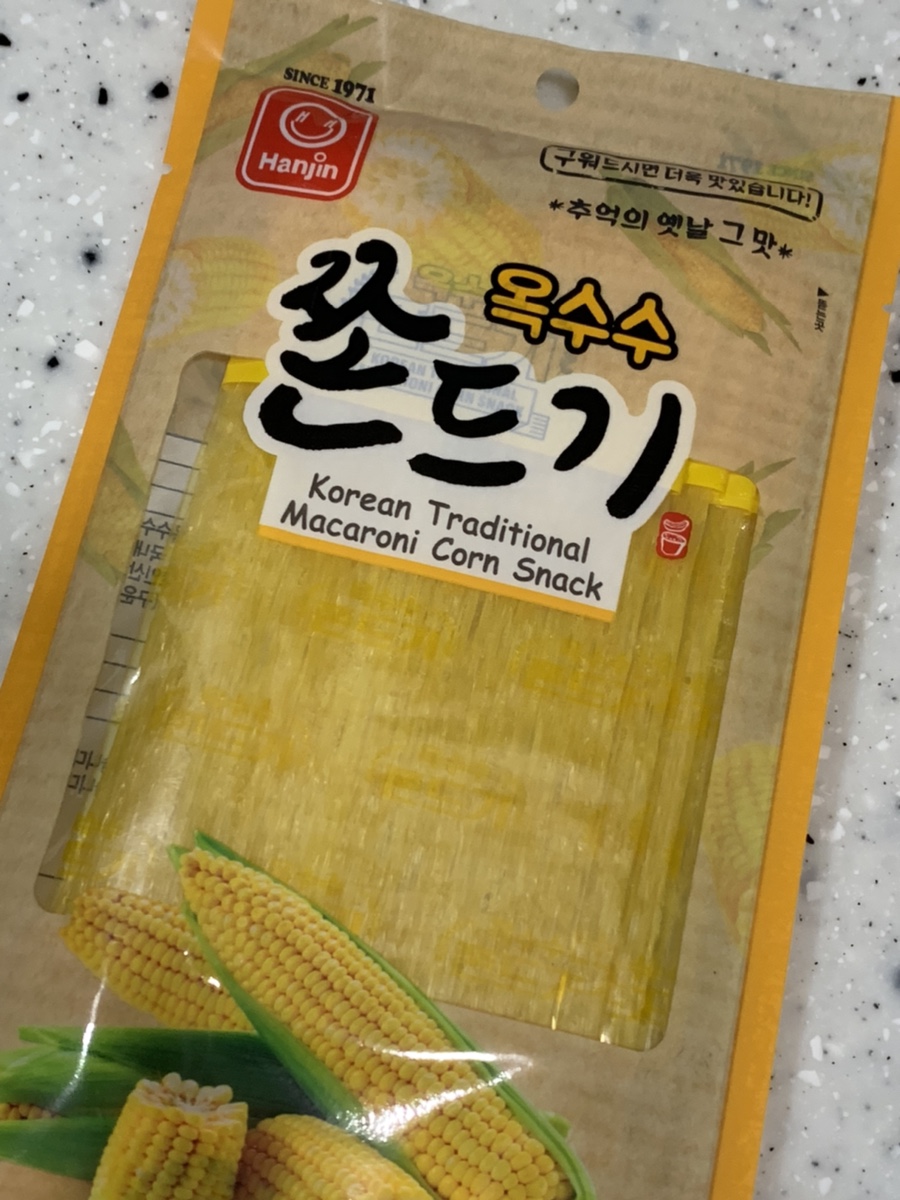 SINCE 1971
Hanjin
구워드시면 더욱 맛있습니다!
*추억의 옛날 그 맛*
옥수수
쫀드기
Korean Traditional
Macaroni Corn Snack